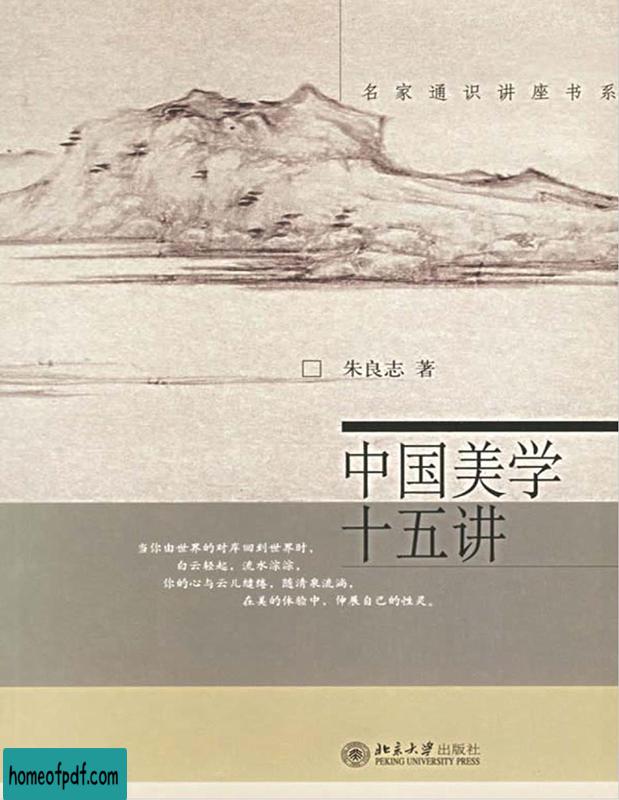 名家通识讲座书系
朱良志 著
中国美学
十五讲
当你由世界的对岸回到世界时，
白云轻起，流水淙淙，
你的心与云儿缱绻，随清泉流淌，
在美的体验中，伸展自己的性灵。
北京大学出版社
PEKING UNIVERSITY PRESS
homeofpdf.com